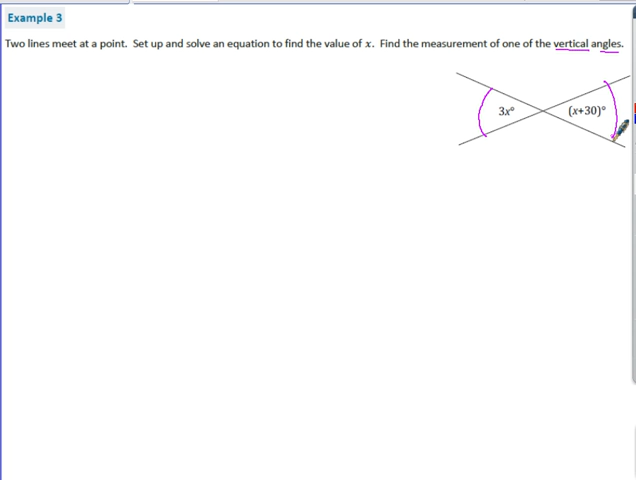 Example 3
Two lines meet at a point. Set up and solve an equation to find the value of x. Find the measurement of one of the vertical angles.
3x°
(x+30)°